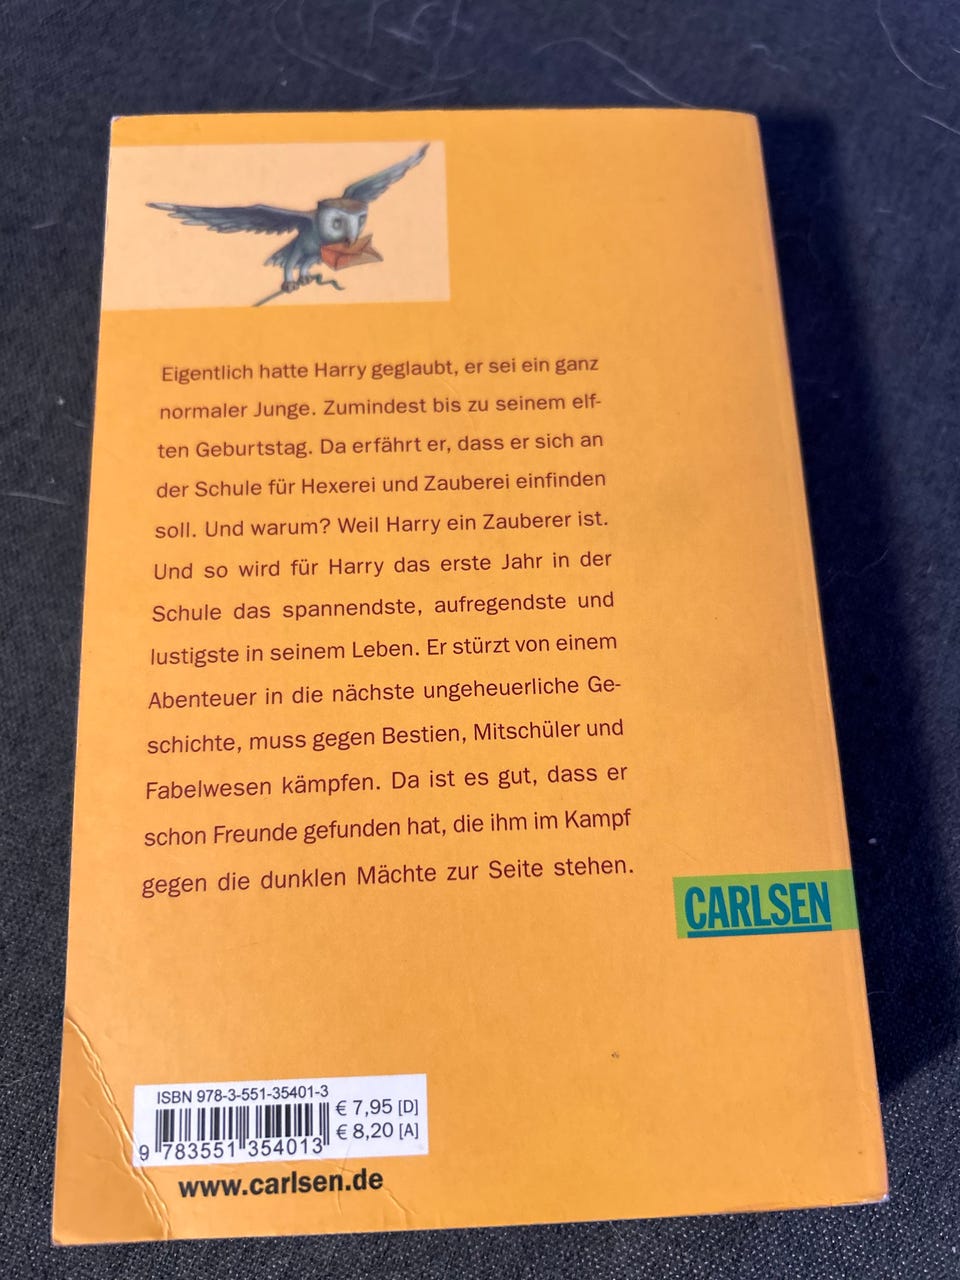 Eigentlich hatte Harry geglaubt, er sei ein ganz
normaler Junge. Zumindest bis zu seinem elf-
ten Geburtstag. Da erfährt er, dass er sich an
der Schule für Hexerei und Zauberei einfinden
soll. Und warum? Weil Harry ein Zauberer ist.
Und so wird für Harry das erste Jahr in der
Schule das spannendste, aufregendste und
lustigste in seinem Leben. Er stürzt von einem
Abenteuer in die nächste ungeheuerliche Ge-
schichte, muss gegen Bestien, Mitschüler und
Fabelwesen kämpfen. Da ist es gut, dass er
schon Freunde gefunden hat, die ihm im Kampf
gegen die dunklen Mächte zur Seite stehen.
CARLSEN
ISBN 978-3-551-35401-3
€ 7,95 [D]
€ 8,20 [A]
9 783551 354013
www.carlsen.de